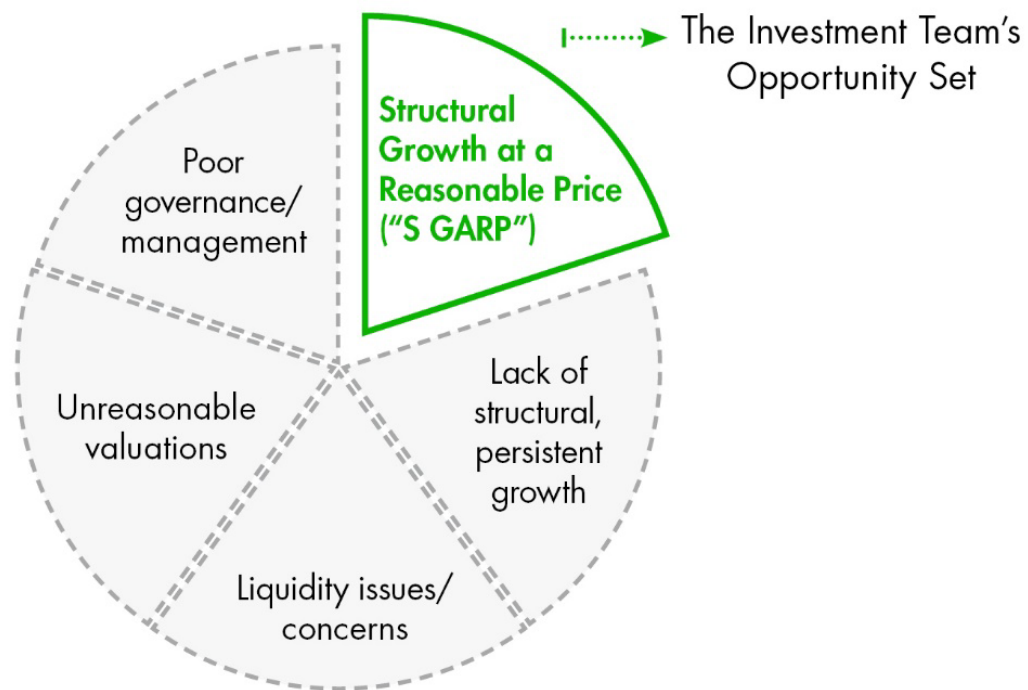 The Investment Team’s
Opportunity Set
Structural
Growth at a
Reasonable Price
(“S GARP”)
Poor
governance/
management
Lack of
structural,
persistent
growth
Unreasonable
valuations
Liquidity issues/
concerns